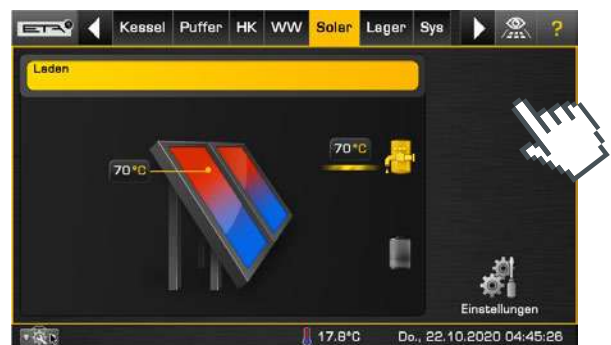 ETA Kessel Puffer HK WW Solar Lager Sys ?
Laden
70°C
70°C
Einstellungen
17.8°C Do., 22.10.2020 04:45:26